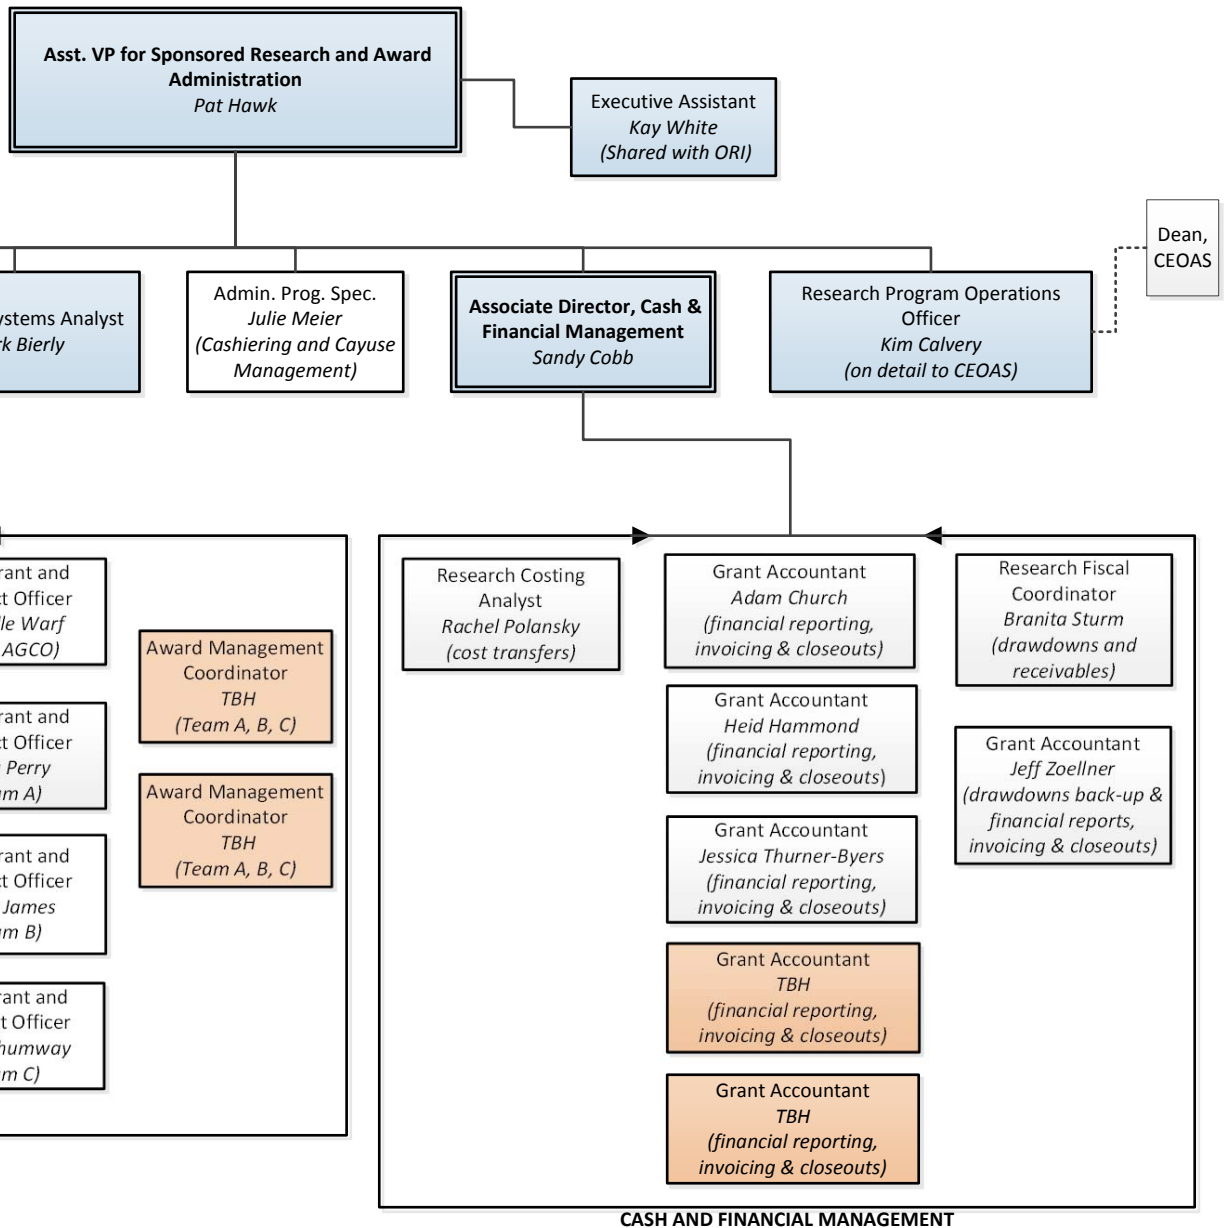 Asst. VP for Sponsored Research and Award
Administration
Pat Hawk
Executive Assistant
Kay White
(Shared with ORI)
Dean,
CEOAS
Systems Analyst
Bierly
Admin. Prog. Spec.
Julie Meier
(Cashiering and Cayuse
Management)
Associate Director, Cash &
Financial Management
Sandy Cobb
Research Program Operations
Officer
Kim Calvery
(on detail to CEOAS)
and
Officer
Warf
AGCO)
and
Officer
Perry
A)
and
Officer
James
B)
and
Officer
C)
Award Management
Coordinator
TBH
(Team A, B, C)
Award Management
Coordinator
TBH
(Team A, B, C)
Research Costing
Analyst
Rachel Polansky
(cost transfers)
Grant Accountant
Adam Church
(financial reporting,
invoicing & closeouts)
Grant Accountant
Heid Hammond
(financial reporting,
invoicing & closeouts)
Grant Accountant
Jessica Thurner-Byers
(financial reporting,
invoicing & closeouts)
Grant Accountant
TBH
(financial reporting,
invoicing & closeouts)
Grant Accountant
TBH
(financial reporting,
invoicing & closeouts)
Research Fiscal
Coordinator
Branita Sturm
(drawdowns and
receivables)
Grant Accountant
Jeff Zoellner
(drawdowns back-up &
financial reports,
invoicing & closeouts)
CASH AND FINANCIAL MANAGEMENT